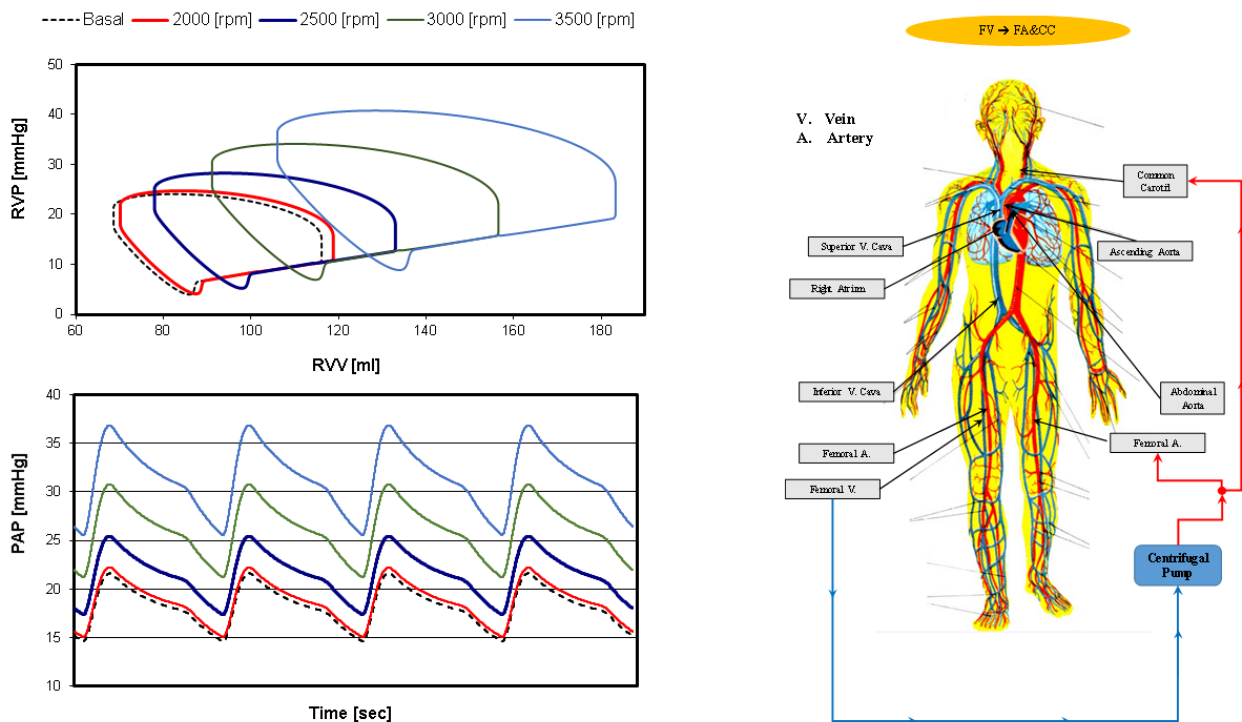 Basal 2000 [rpm] 2500 [rpm] 3000 [rpm] 3500 [rpm]
50
40
30
20
10
0
RVP [mmHg]
60 80 100 120 140 160 180
RVV [ml]
40
35
30
25
20
15
10
PAP [mmHg]
Time [sec]
FV → FA&CC
V. Vein
A. Artery
Common
Carotil
Superior V. Cava
Ascending Aorta
Right Atrium
Inferior V. Cava
Abdominal
Aorta
Femoral A.
Femoral A.
Femoral V.
Centrifugal
Pump